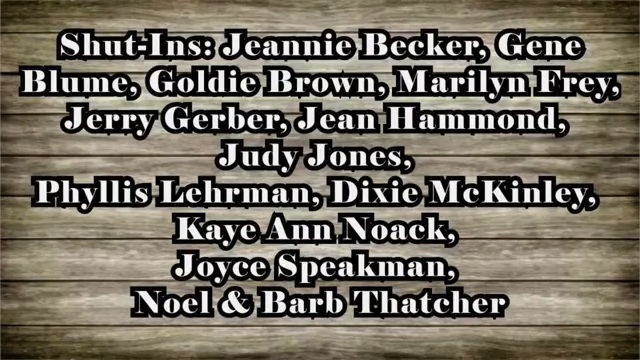 Shut-Ins: Jeannie Becker, Gene
Blume, Goldie Brown, Marilyn Frey,
Jerry Gerber, Jean Hammond,
Judy Jones,
Phyllis Lehrman, Dixie McKinley,
Kaye Ann Noack,
Joyce Speakman,
Noel & Barb Thatcher